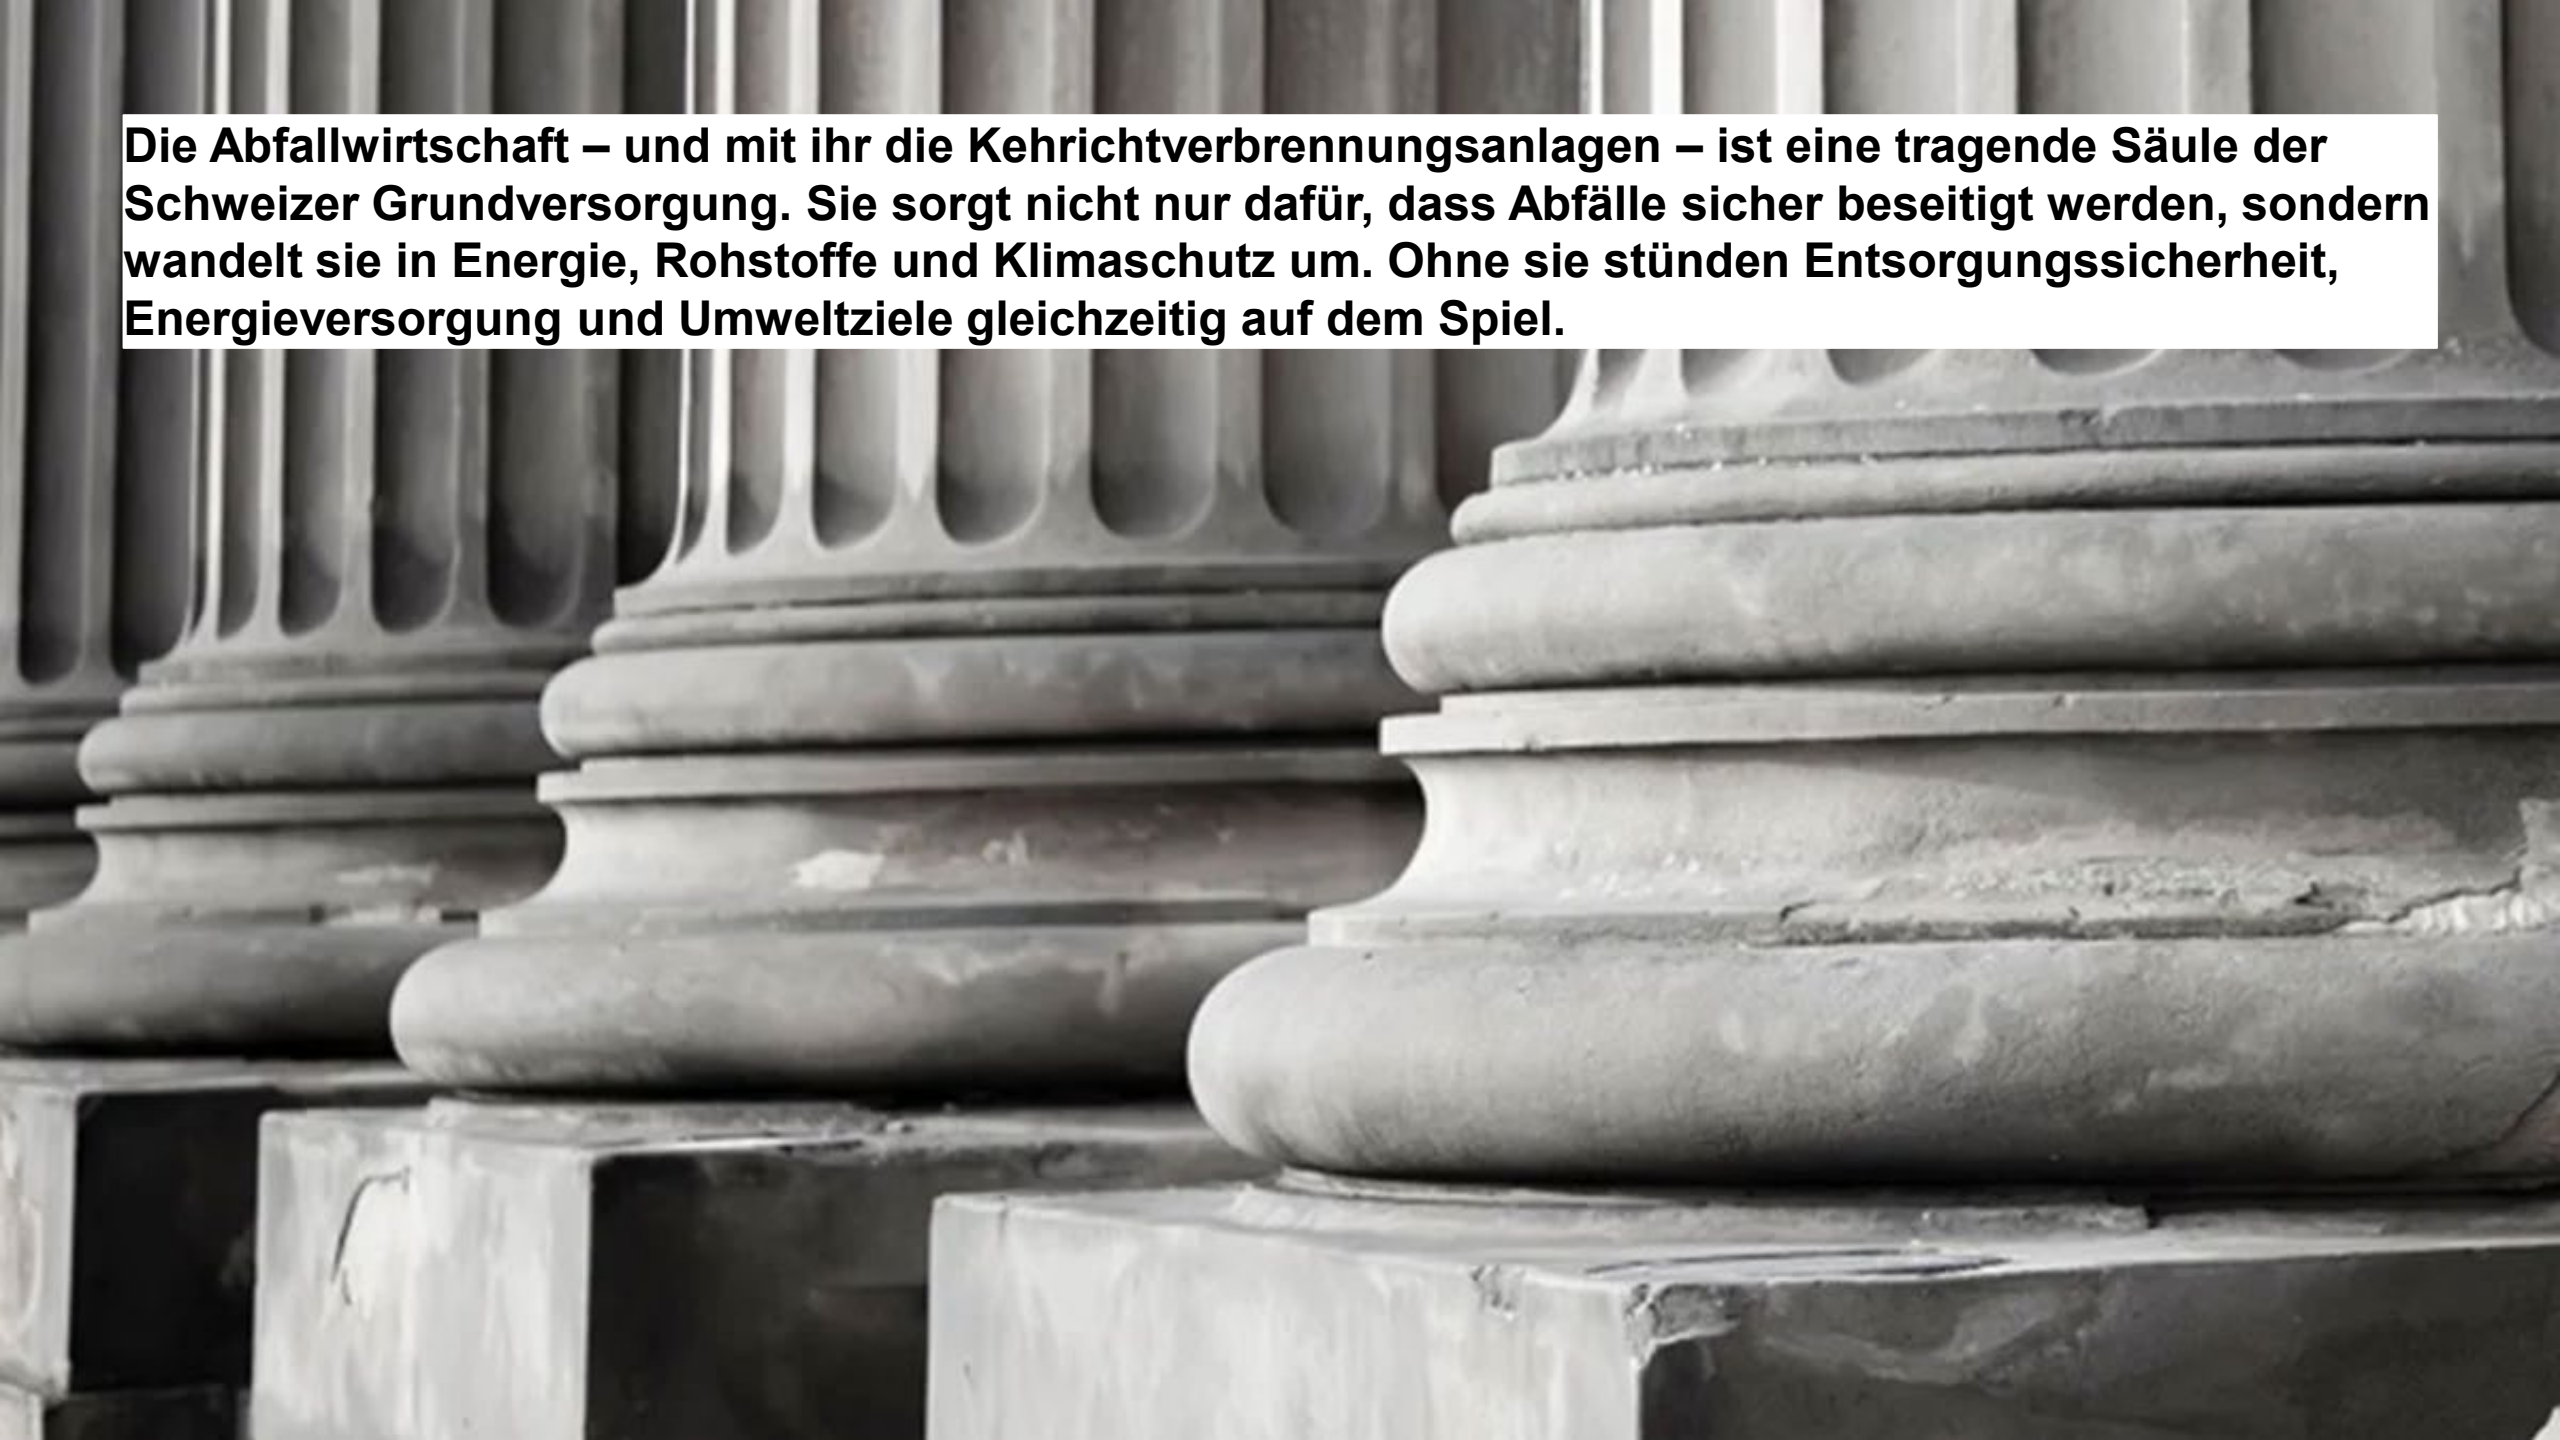 Die Abfallwirtschaft – und mit ihr die Kehrichtverbrennungsanlagen – ist eine tragende Säule der
Schweizer Grundversorgung. Sie sorgt nicht nur dafür, dass Abfälle sicher beseitigt werden, sondern
wandelt sie in Energie, Rohstoffe und Klimaschutz um. Ohne sie stünden Entsorgungssicherheit,
Energieversorgung und Umweltziele gleichzeitig auf dem Spiel.